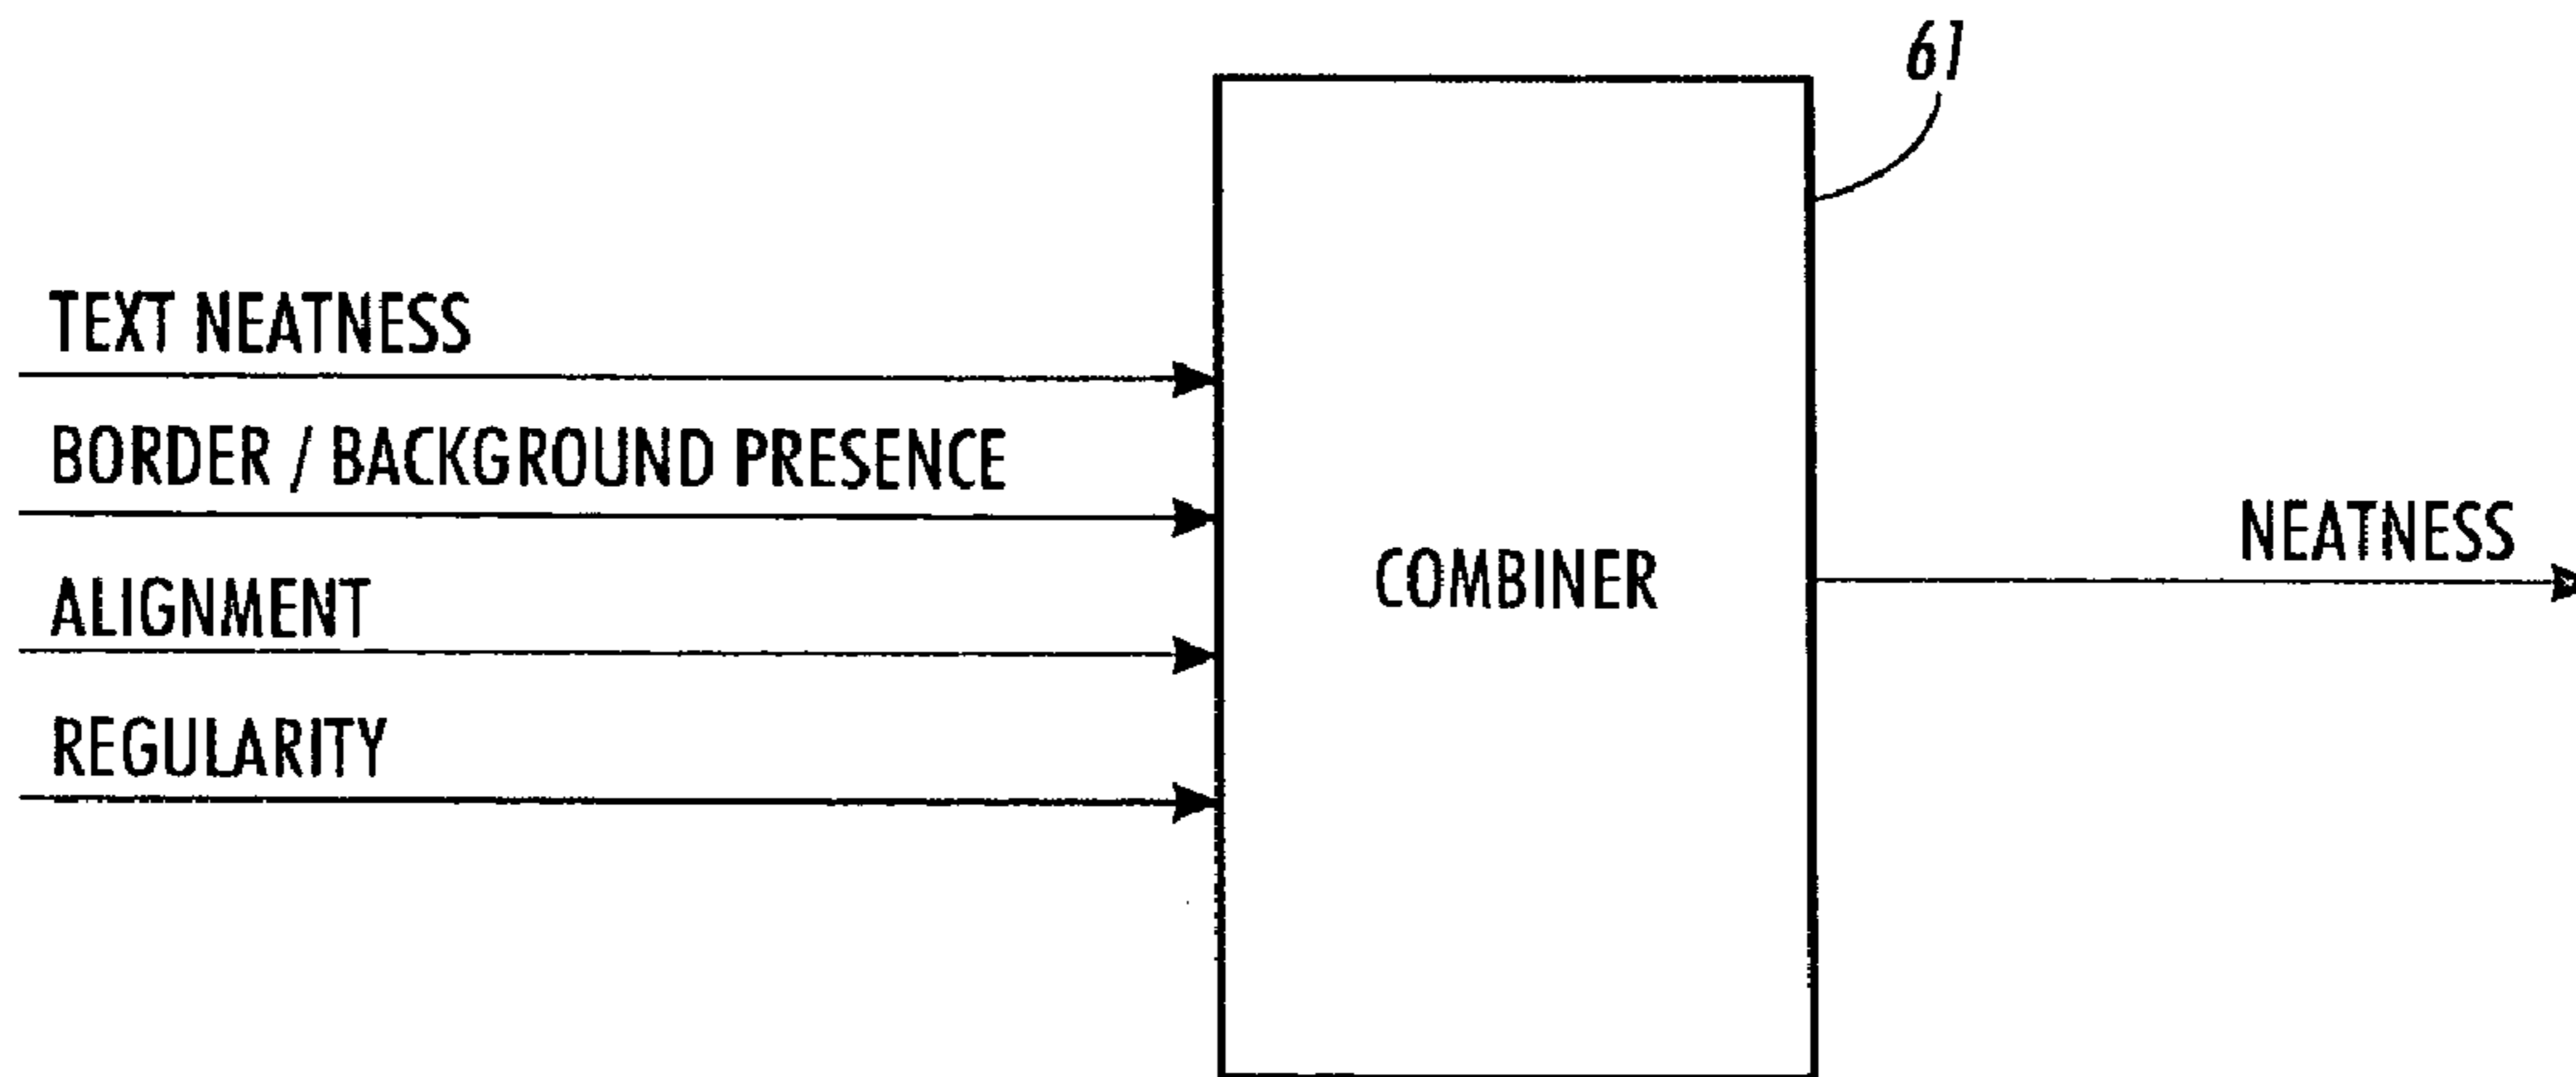 61
TEXT NEATNESS
BORDER / BACKGROUND PRESENCE
ALIGNMENT
REGULARITY
COMBINER
NEATNESS